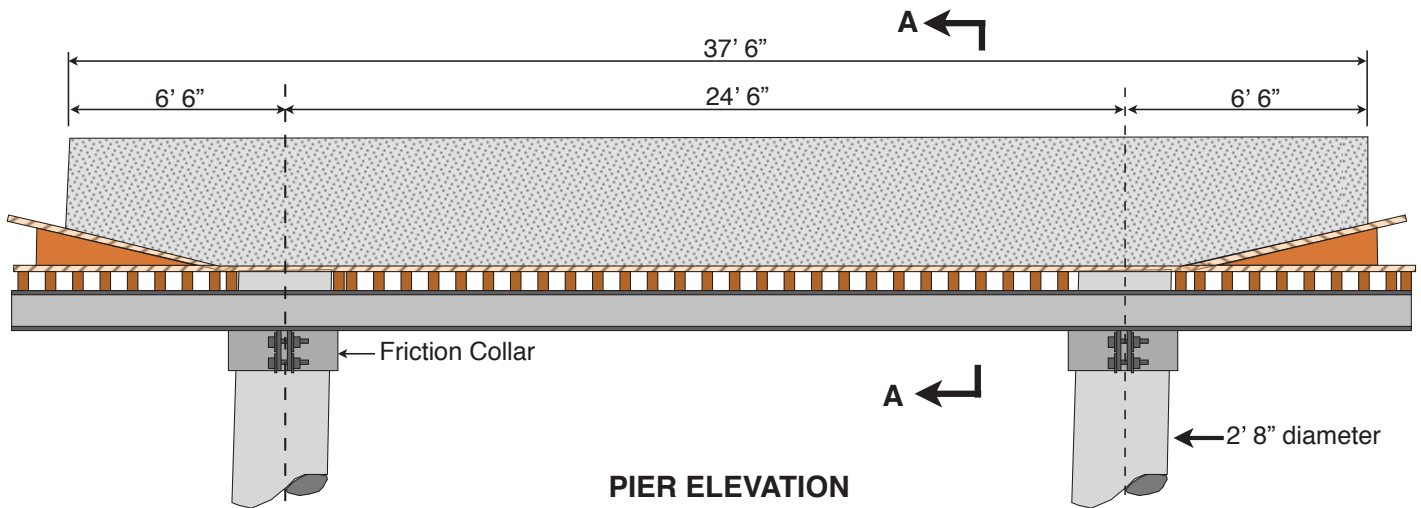 A
37’ 6”
6’ 6”
24’ 6”
6’ 6”
Friction Collar
A
2’ 8” diameter
PIER ELEVATION